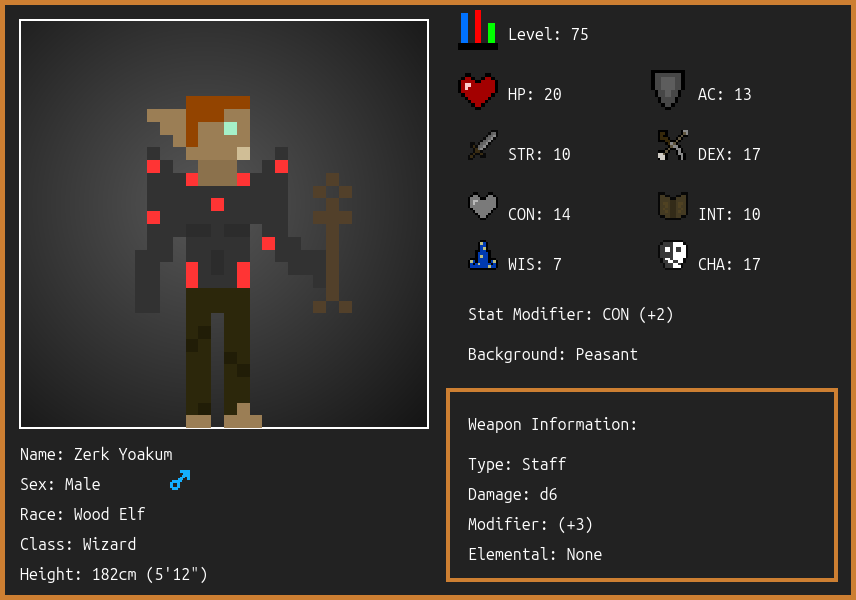 Level: 75
HP: 20
AC: 13
STR: 10
DEX: 17
CON: 14
INT: 10
WIS: 7
CHA: 17
Stat Modifier: CON (+2)
Background: Peasant
Weapon Information:
Type: Staff
Damage: d6
Modifier: (+3)
Elemental: None
Name: Zerk Yoakum
Sex: Male
Race: Wood Elf
Class: Wizard
Height: 182cm (5'12")